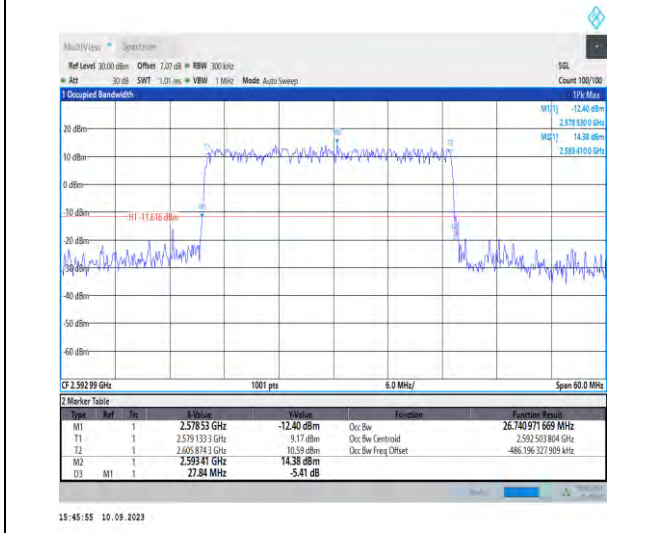 MultiView Spectrum
Ref Level 30.00 dBm Offset 7.07 dB RBW 300 kHz SGL
Att 30 dB SWT 1.01 ms VBW 1 MHz Mode Auto Sweep Count 100/100
1 Occupied Bandwidth 1Pk Max
M1[1] -12.40 dBm
2.578 530 0 GHz
20 dBm M2[1] 14.38 dBm
2.593 410 0 GHz
T1 M2 T2
10 dBm
0 dBm
M1
-10 dBm H1 -11.616 dBm
-20 dBm
-30 dBm
-40 dBm
-50 dBm
-60 dBm
CF 2.592 99 GHz 1001 pts 6.0 MHz/ Span 60.0 MHz
2 Marker Table
Type Ref Trc X-Value Y-Value Function Function Result
M1 1 2.578 53 GHz -12.40 dBm Occ Bw 26.740 971 669 MHz
T1 1 2.579 133 3 GHz 9.17 dBm Occ Bw Centroid 2.592 503 804 GHz
T2 1 2.605 874 3 GHz 10.59 dBm Occ Bw Freq Offset -486.196 327 909 kHz
M2 1 2.593 41 GHz 14.38 dBm
D3 M1 1 27.84 MHz -5.41 dB
15:45:55 10.09.2023